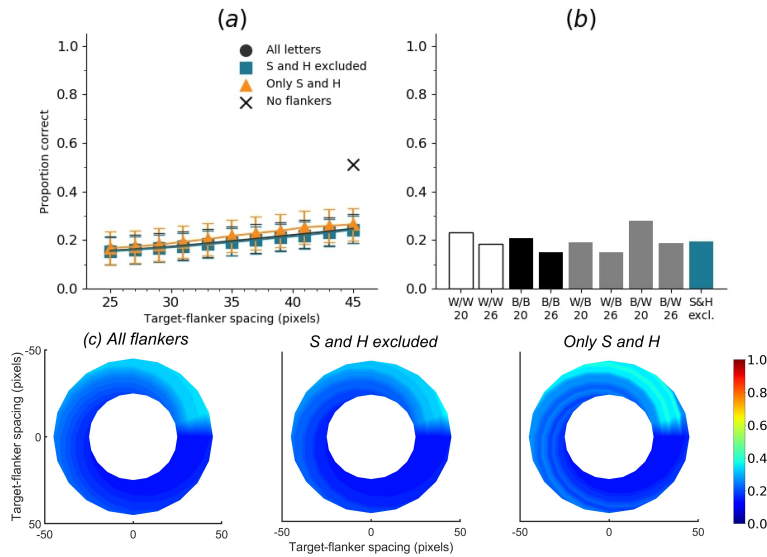 (a)
1.0
0.8
0.6
0.4
0.2
0.0
Proportion correct
All letters
S and H excluded
Only S and H
No flankers
25 30 35 40 45
Target-flanker spacing (pixels)
(b)
1.0
0.8
0.6
0.4
0.2
0.0
W/W W/W B/B B/B W/B W/B B/W B/W S&H
20 26 20 26 20 26 20 26 excl.
(c) All flankers
S and H excluded
Only S and H
-50
0
50
Target-flanker spacing (pixels)
-50 0 50
-50 0 50
-50 0 50
Target-flanker spacing (pixels)
1.0
0.8
0.6
0.4
0.2
0.0